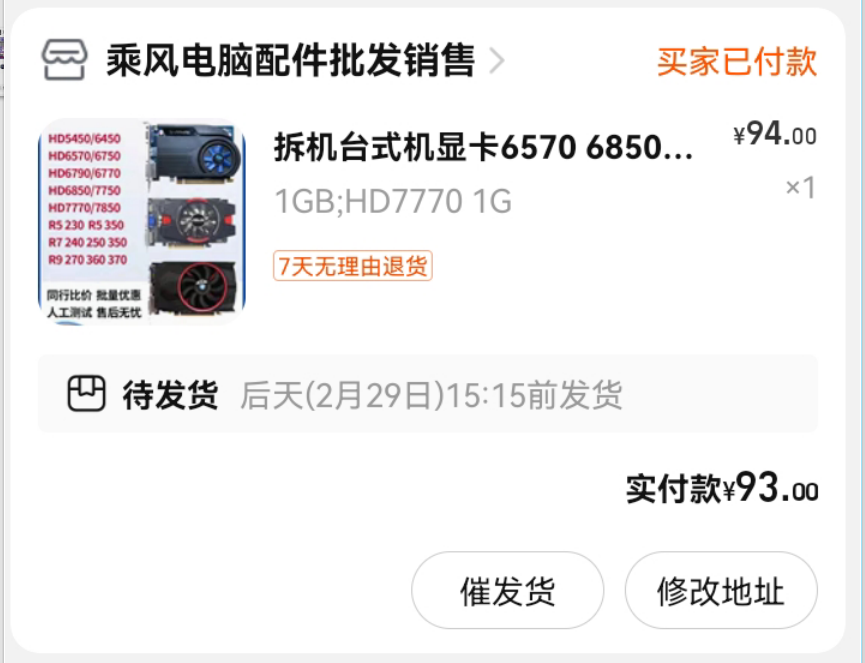 乘风电脑配件批发销售
买家已付款
HD5450/6450
HD6570/6750
HD6790/6770
HD6850/7750
HD7770/7850
R5 230 R5 350
R7 240 250 350
R9 270 360 370
同行比价 批量优惠
人工测试 售后无忧
拆机台式机显卡6570 6850...
¥94.00
1GB;HD7770 1G
×1
7天无理由退货
待发货 后天(2月29日)15:15前发货
实付款¥93.00
催发货
修改地址